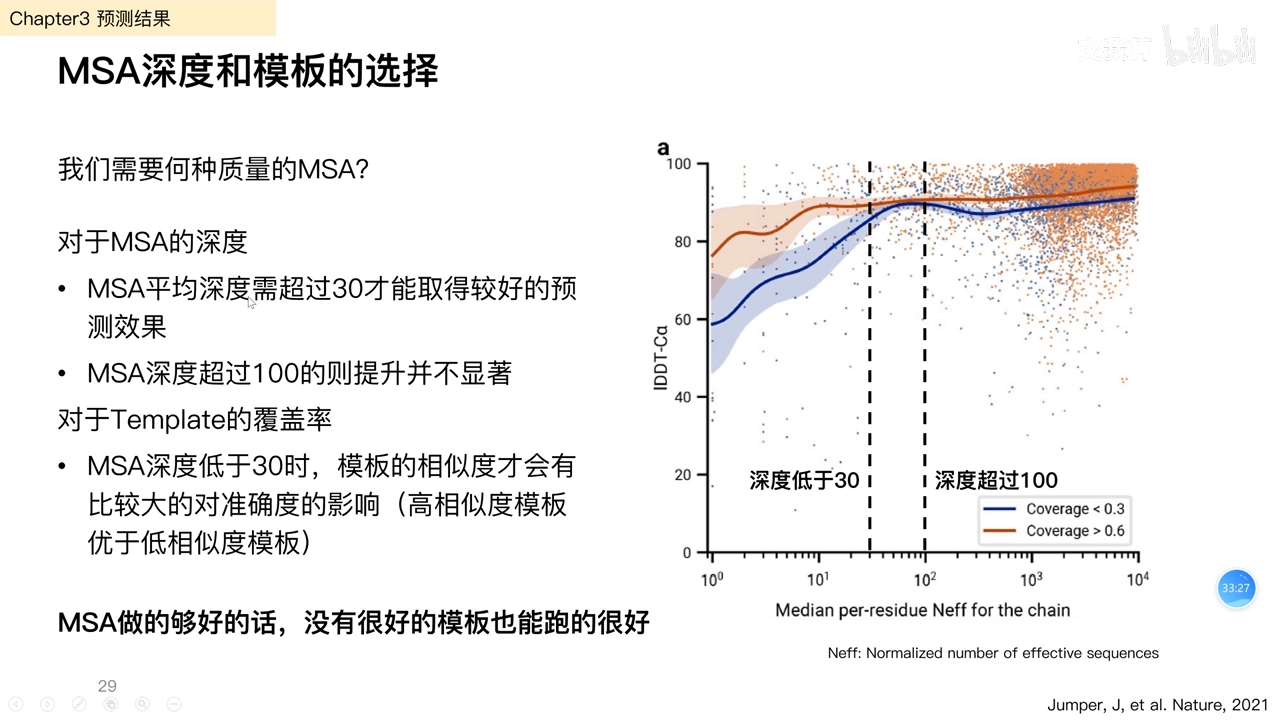 Chapter3 预测结果
MSA深度和模板的选择
我们需要何种质量的MSA?
对于MSA的深度
• MSA平均深度需超过30才能取得较好的预
测效果
• MSA深度超过100的则提升并不显著
对于Template的覆盖率
• MSA深度低于30时，模板的相似度才会有
比较大的对准确度的影响（高相似度模板
优于低相似度模板）
MSA做的够好的话，没有很好的模板也能跑的很好
a
100
80
60
40
20
0
lDDT-Cα
深度低于30
深度超过100
Coverage < 0.3
Coverage > 0.6
10⁰ 10¹ 10² 10³ 10⁴
Median per-residue Neff for the chain
Neff: Normalized number of effective sequences
33:27
29
Jumper, J, et al. Nature, 2021
bilibili